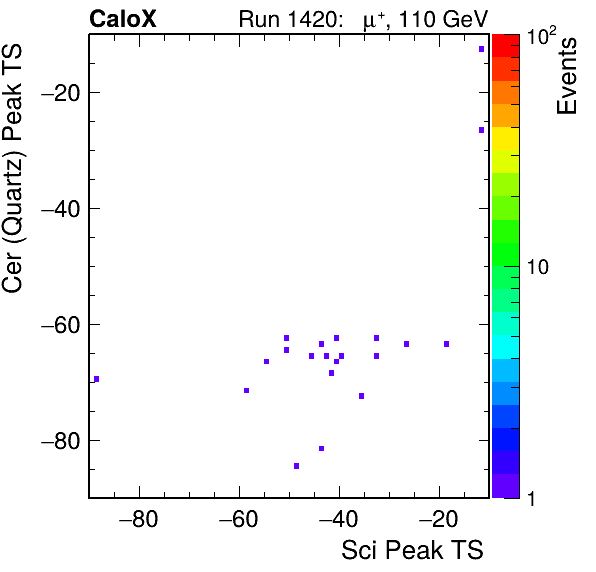 CaloX Run 1420: μ⁺, 110 GeV
Cer (Quartz) Peak TS
−20
−40
−60
−80
−80 −60 −40 −20
Sci Peak TS
10²
10
1
Events